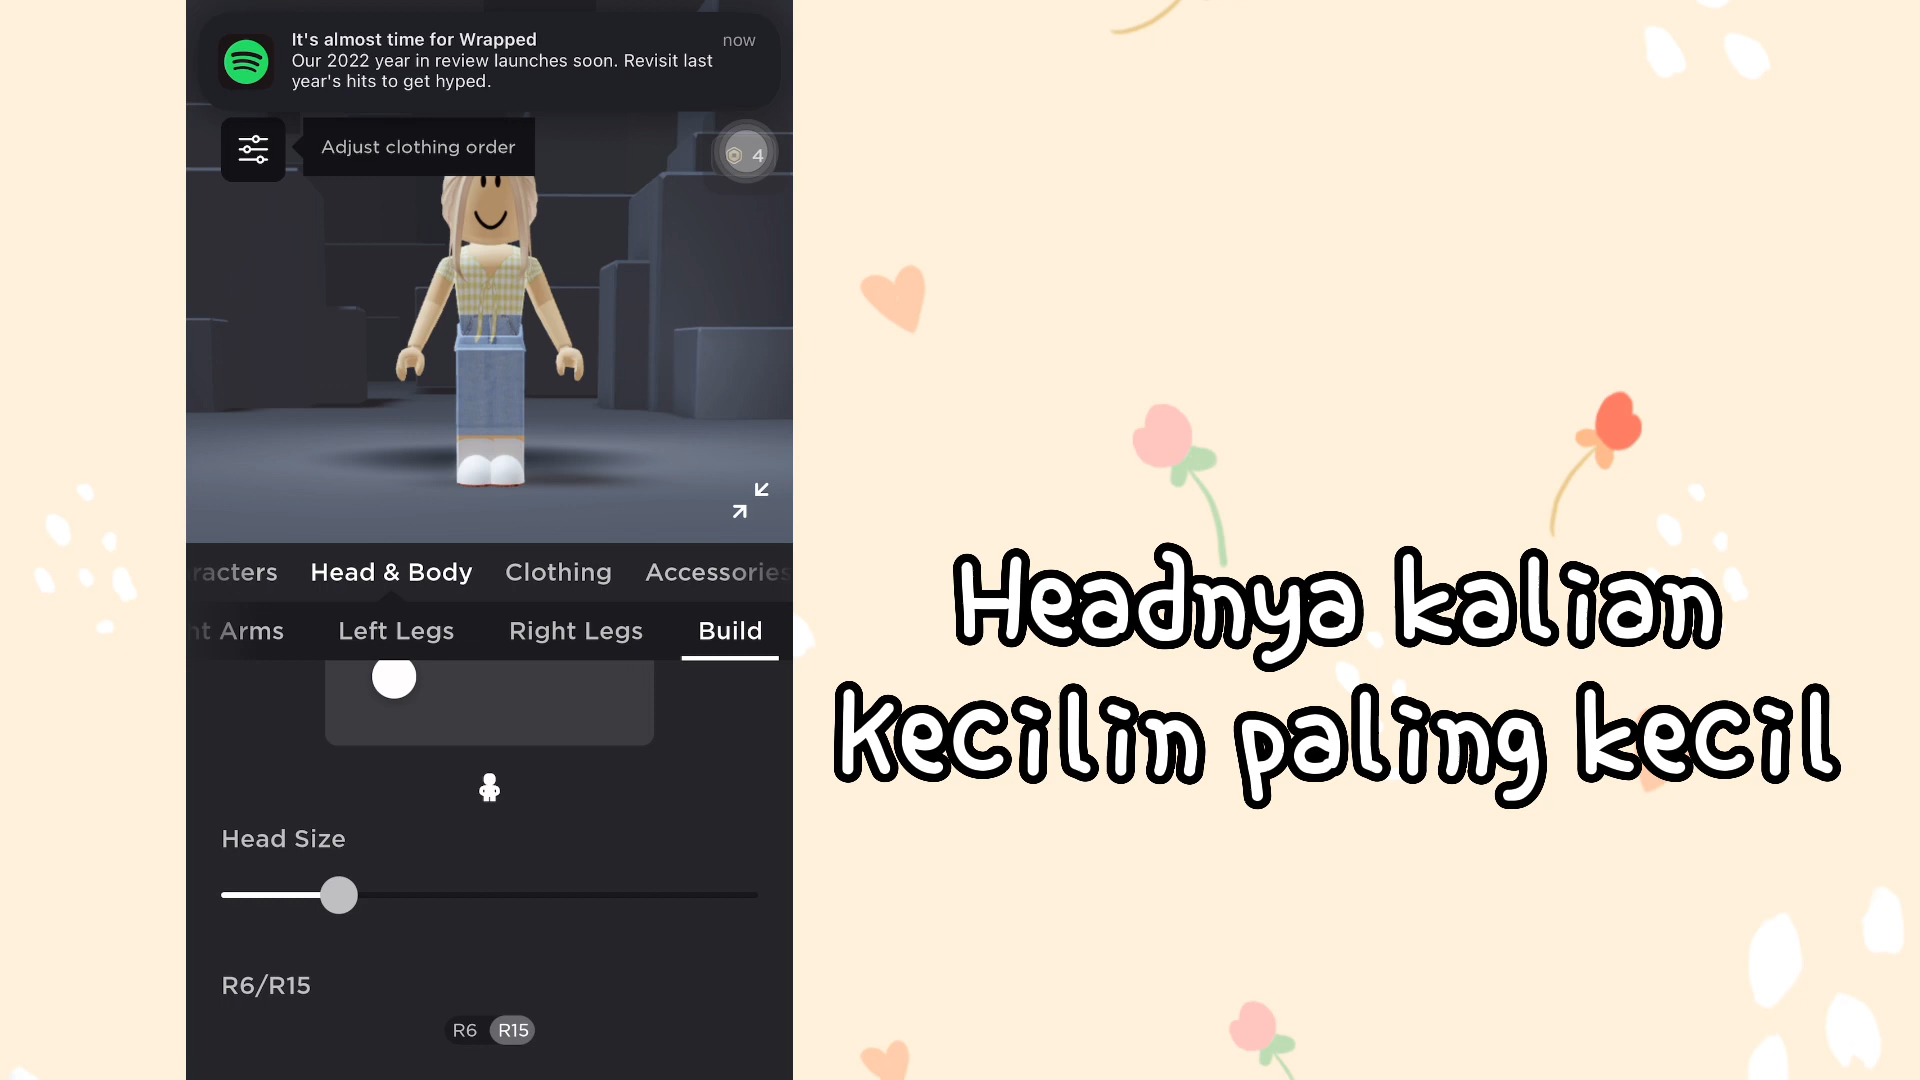 It's almost time for Wrapped
now
Our 2022 year in review launches soon. Revisit last
year's hits to get hyped.
Adjust clothing order
4
racters
Head & Body
Clothing
Accessories
nt Arms
Left Legs
Right Legs
Build
Head Size
R6/R15
R6
R15
Headnya kalian
Kecilin paling kecil